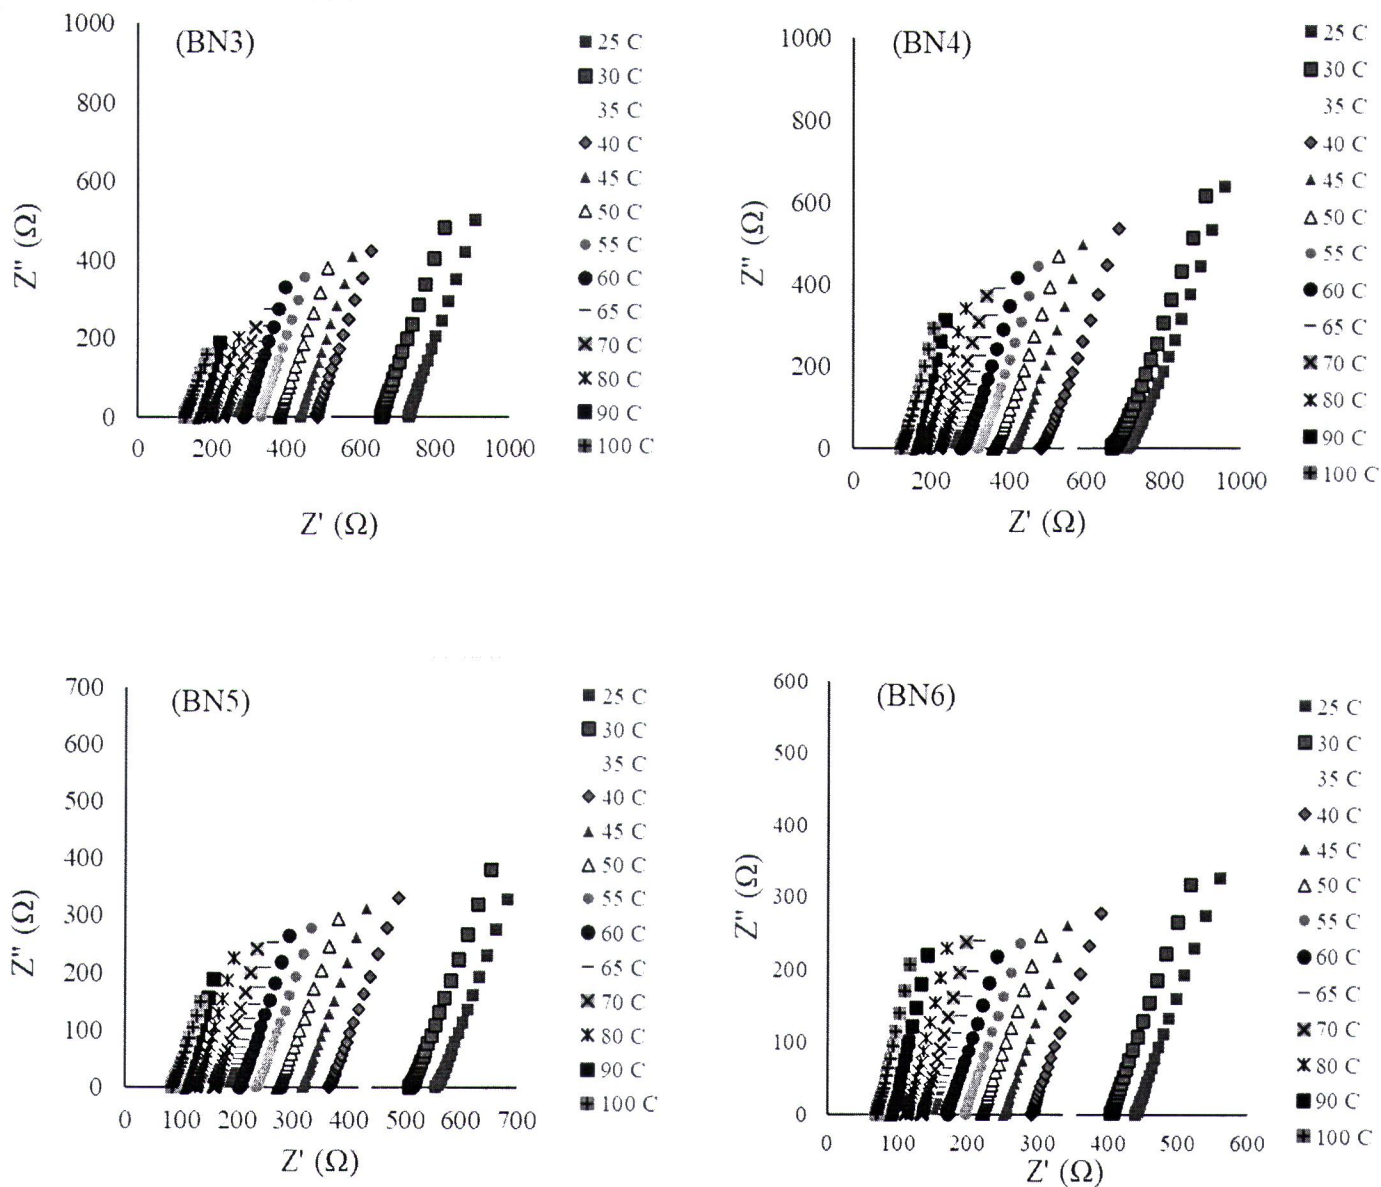 (BN3)
1000
800
600
400
200
0
0 200 400 600 800 1000
Z'' (Ω)
Z' (Ω)
25 C
30 C
35 C
40 C
45 C
50 C
55 C
60 C
65 C
70 C
80 C
90 C
100 C
(BN4)
1000
800
600
400
200
0
0 200 400 600 800 1000
Z'' (Ω)
Z' (Ω)
25 C
30 C
35 C
40 C
45 C
50 C
55 C
60 C
65 C
70 C
80 C
90 C
100 C
(BN5)
700
600
500
400
300
200
100
0
0 100 200 300 400 500 600 700
Z'' (Ω)
Z' (Ω)
25 C
30 C
35 C
40 C
45 C
50 C
55 C
60 C
65 C
70 C
80 C
90 C
100 C
(BN6)
600
500
400
300
200
100
0
0 100 200 300 400 500 600
Z'' (Ω)
Z' (Ω)
25 C
30 C
35 C
40 C
45 C
50 C
55 C
60 C
65 C
70 C
80 C
90 C
100 C